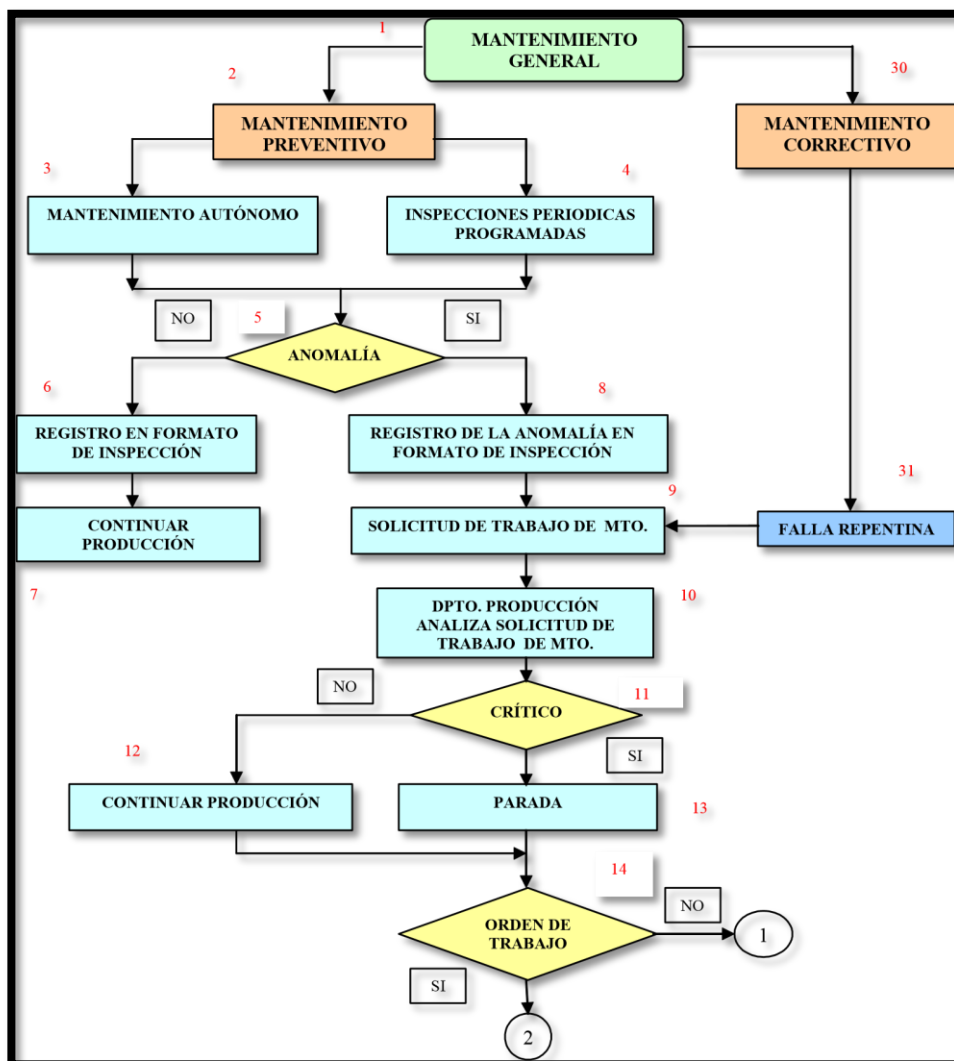 1
MANTENIMIENTO
GENERAL
2
30
MANTENIMIENTO
PREVENTIVO
MANTENIMIENTO
CORRECTIVO
3
4
MANTENIMIENTO AUTÓNOMO
INSPECCIONES PERIODICAS
PROGRAMADAS
NO
5
SI
ANOMALÍA
6
8
REGISTRO EN FORMATO
DE INSPECCIÓN
REGISTRO DE LA ANOMALÍA EN
FORMATO DE INSPECCIÓN
31
9
CONTINUAR
PRODUCCIÓN
SOLICITUD DE TRABAJO DE MTO.
FALLA REPENTINA
7
10
DPTO. PRODUCCIÓN
ANALIZA SOLICITUD DE
TRABAJO DE MTO.
NO
11
CRÍTICO
12
SI
CONTINUAR PRODUCCIÓN
PARADA
13
14
NO
ORDEN DE
TRABAJO
1
SI
2